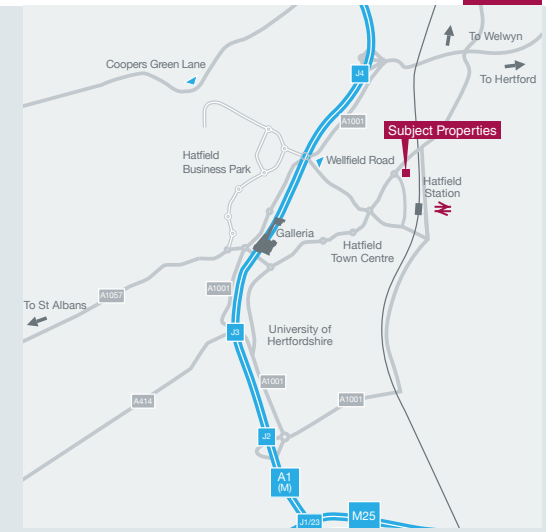 To Welwyn
Coopers Green Lane
J4
To Hertford
A1001
Subject Properties
Hatfield
Business Park
Wellfield Road
Hatfield
Station
Galleria
Hatfield
Town Centre
A1001
A1057
To St Albans
J3
University of
Hertfordshire
A1001
A414
A1001
J2
A1
(M)
J1/23
M25